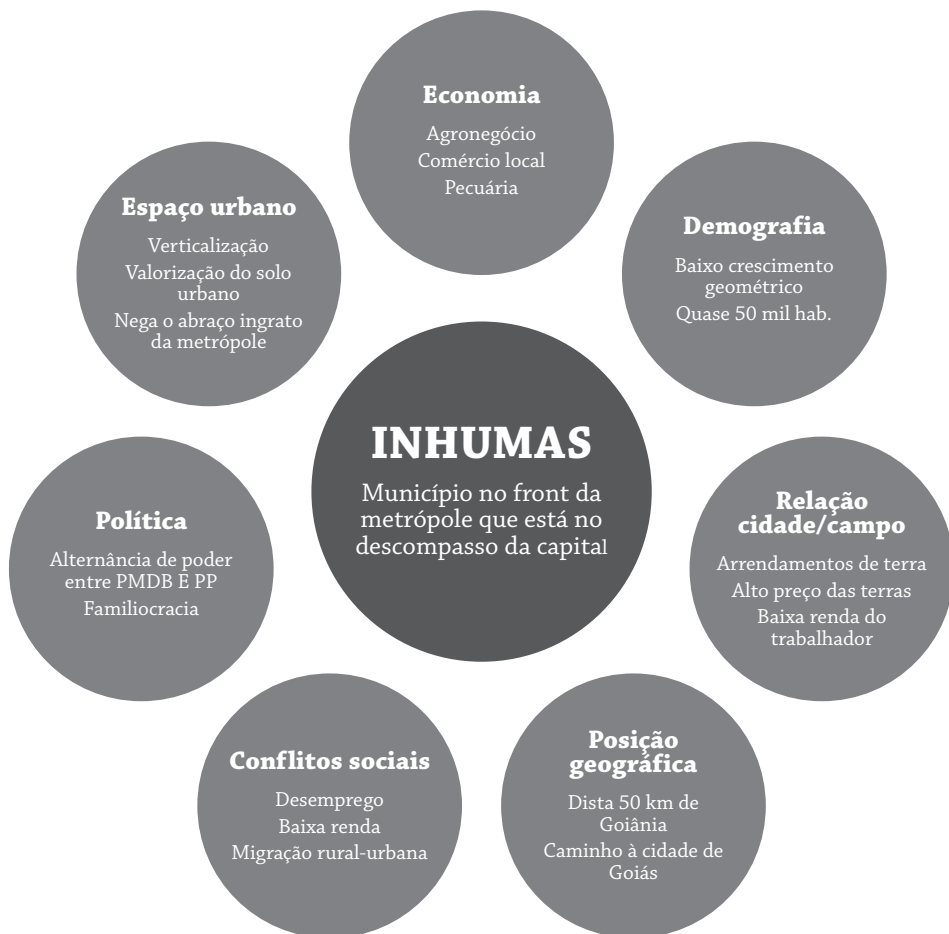 Economia
Agronegócio
Comércio local
Pecuária
Espaço urbano
Verticalização
Valorização do solo
urbano
Nega o abraço ingrato
da metrópole
Demografia
Baixo crescimento
geométrico
Quase 50 mil hab.
INHUMAS
Município no front da
metrópole que está no
descompasso da capital
Política
Alternância de poder
entre PMDB E PP
Familiocracia
Relação
cidade/campo
Arrendamentos de terra
Alto preço das terras
Baixa renda do
trabalhador
Conflitos sociais
Desemprego
Baixa renda
Migração rural-urbana
Posição
geográfica
Dista 50 km de
Goiânia
Caminho à cidade de
Goiás